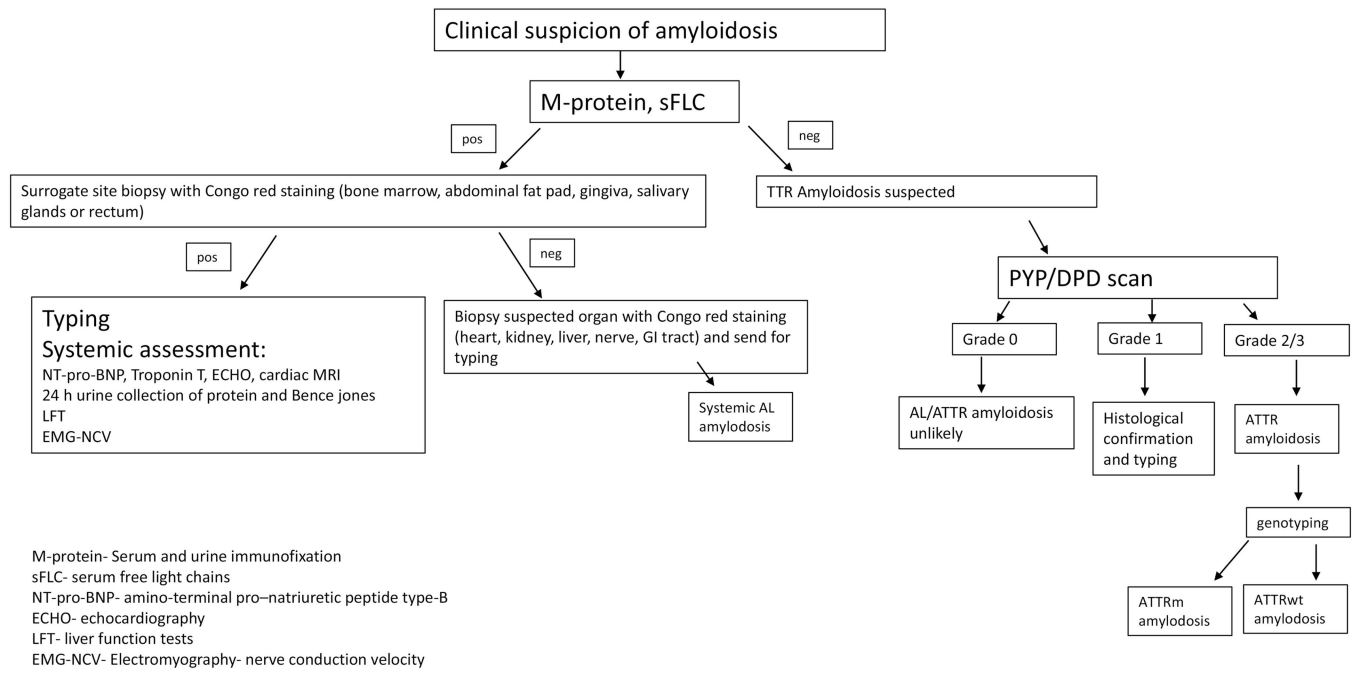 Clinical suspicion of amyloidosis
M-protein, sFLC
pos
neg
Surrogate site biopsy with Congo red staining (bone marrow, abdominal fat pad, gingiva, salivary
glands or rectum)
TTR Amyloidosis suspected
pos
neg
PYP/DPD scan
Typing
Systemic assessment:
NT-pro-BNP, Troponin T, ECHO, cardiac MRI
24 h urine collection of protein and Bence jones
LFT
EMG-NCV
Biopsy suspected organ with Congo red staining
(heart, kidney, liver, nerve, GI tract) and send for
typing
Systemic AL
amylodosis
Grade 0
Grade 1
Grade 2/3
AL/ATTR amyloidosis
unlikely
Histological
confirmation
and typing
ATTR
amyloidosis
genotyping
ATTRm
amylodosis
ATTRwt
amylodosis
M-protein- Serum and urine immunofixation
sFLC- serum free light chains
NT-pro-BNP- amino-terminal pro–natriuretic peptide type-B
ECHO- echocardiography
LFT- liver function tests
EMG-NCV- Electromyography- nerve conduction velocity